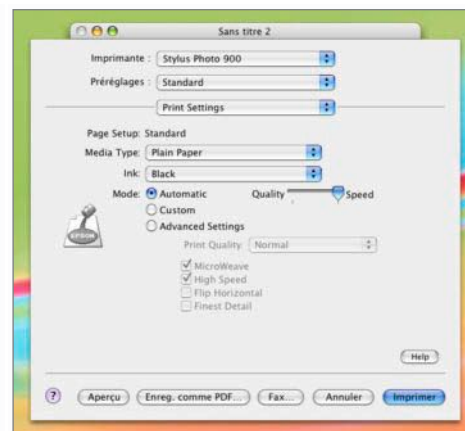 Sans titre 2
Imprimante : Stylus Photo 900
Préréglages : Standard
Print Settings
Page Setup: Standard
Media Type: Plain Paper
Ink: Black
Mode: Automatic Quality Speed
Custom
EPSON
Advanced Settings
Print Quality: Normal
MicroWeave
High Speed
Flip Horizontal
Finest Detail
Help
? Aperçu Enreg. comme PDF... Fax... Annuler Imprimer